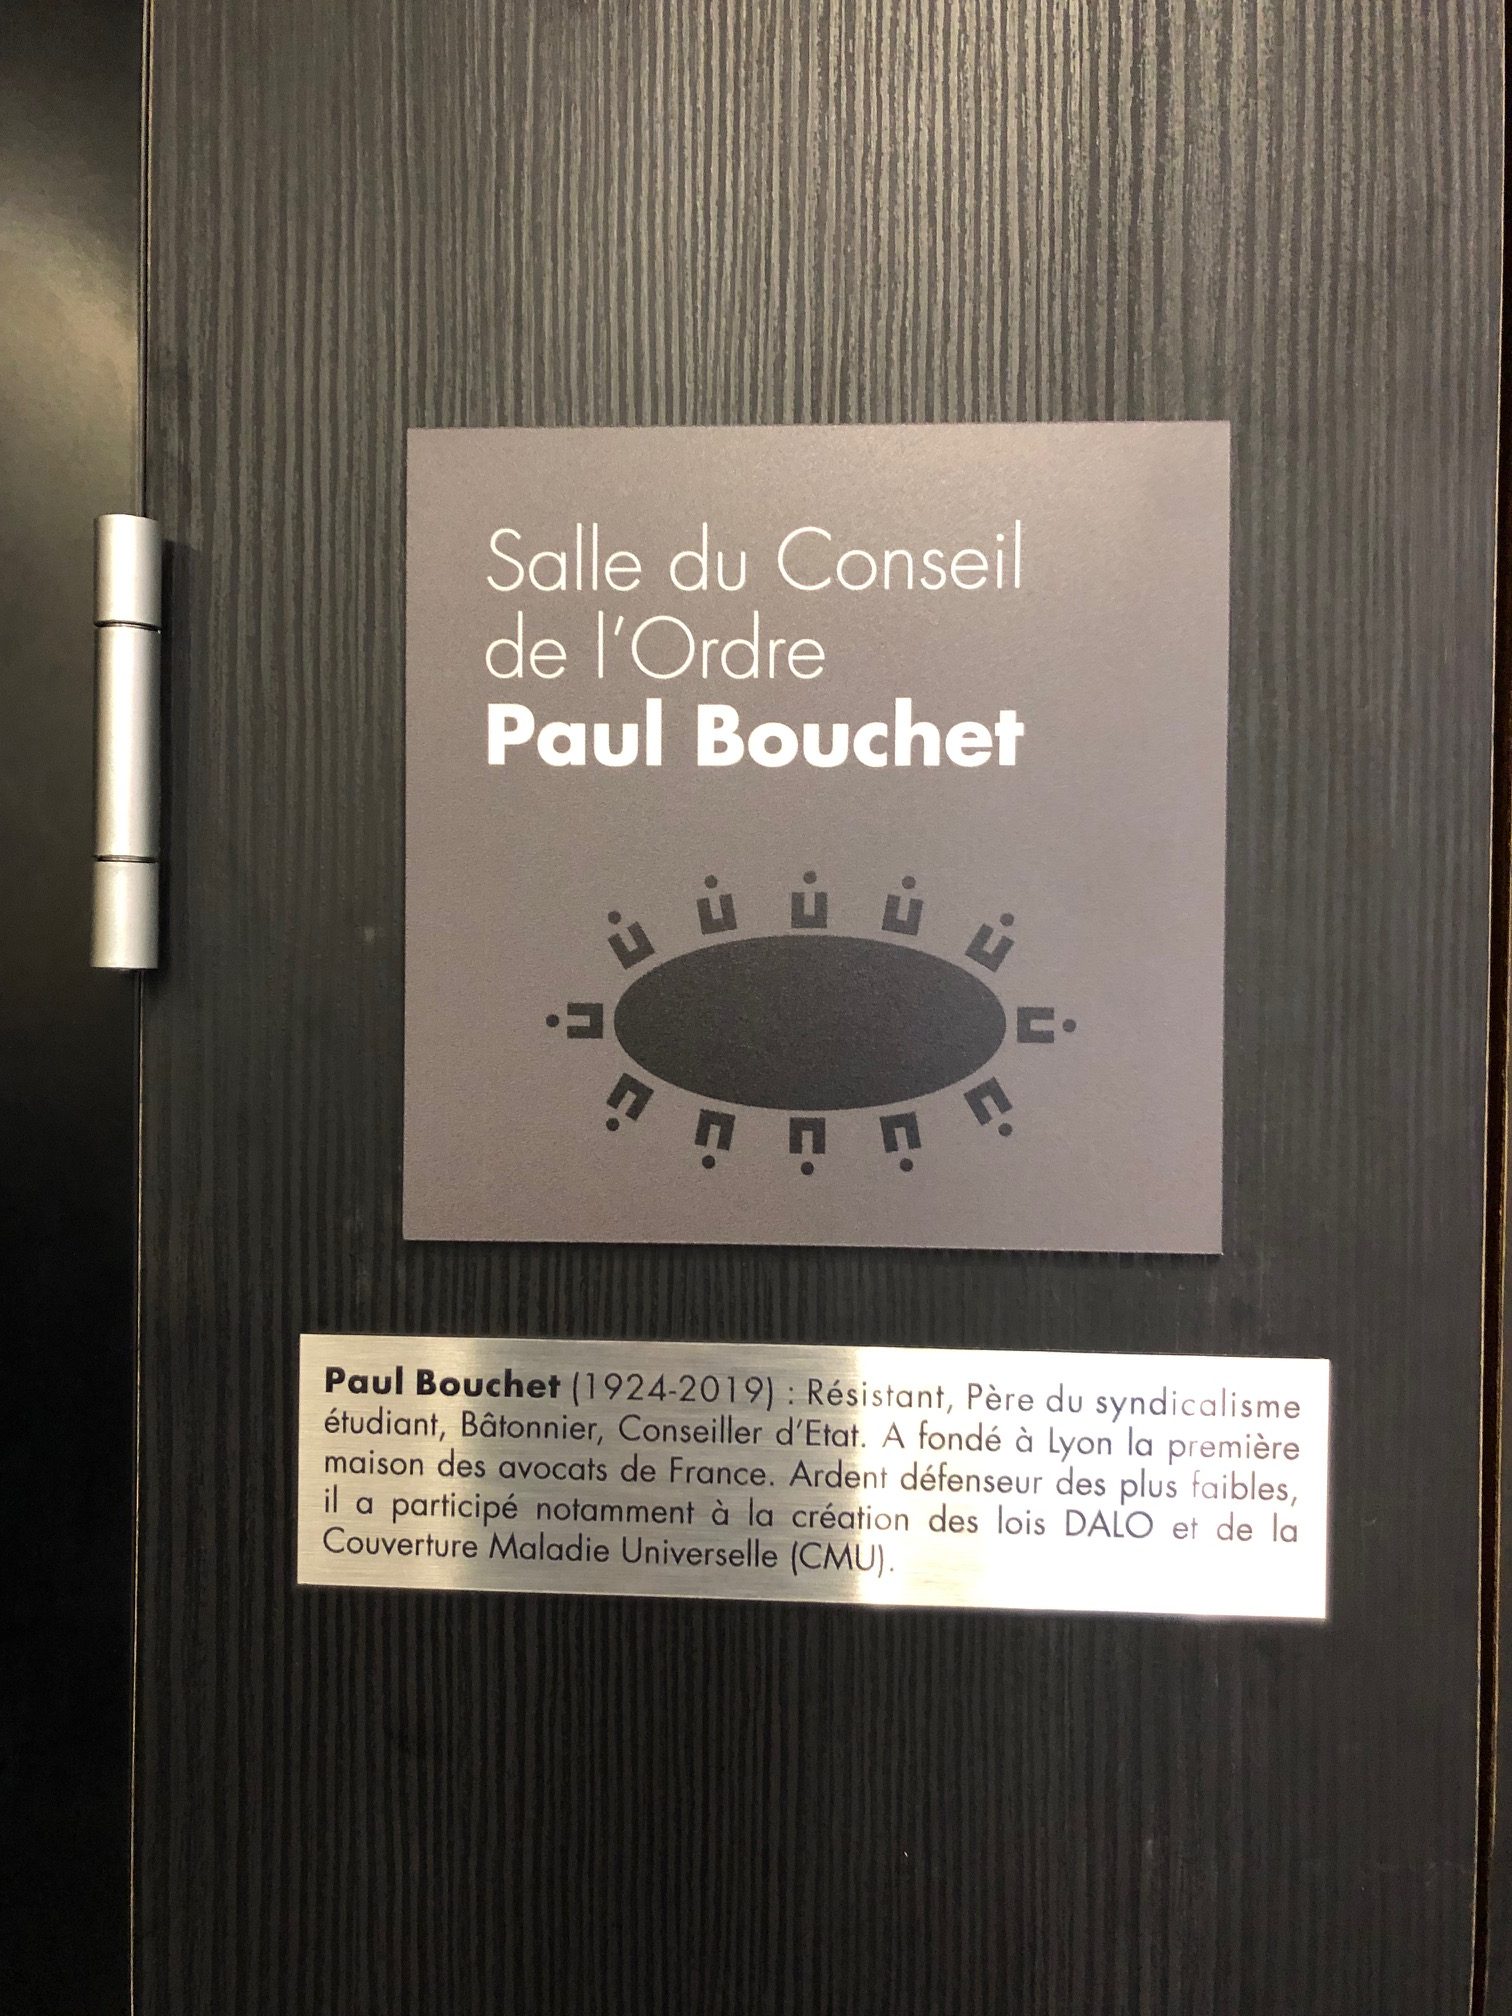 Salle du Conseil
de l'Ordre
Paul Bouchet
Paul Bouchet (1924-2019) : Résistant, Père du syndicalisme
étudiant, Bâtonnier, Conseiller d'Etat. A fondé à Lyon la première
maison des avocats de France. Ardent défenseur des plus faibles,
il a participé notamment à la création des lois DALO et de la
Couverture Maladie Universelle (CMU).